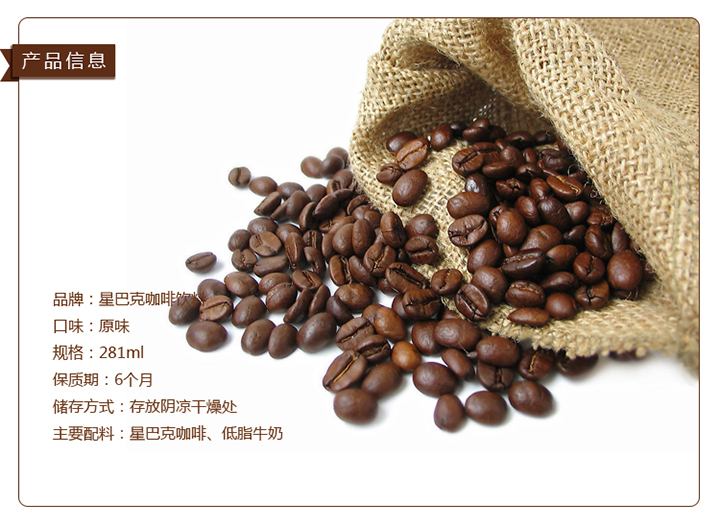 产品信息
品牌：星巴克咖啡饮料
口味：原味
规格：281ml
保质期：6个月
储存方式：存放阴凉干燥处
主要配料：星巴克咖啡、低脂牛奶